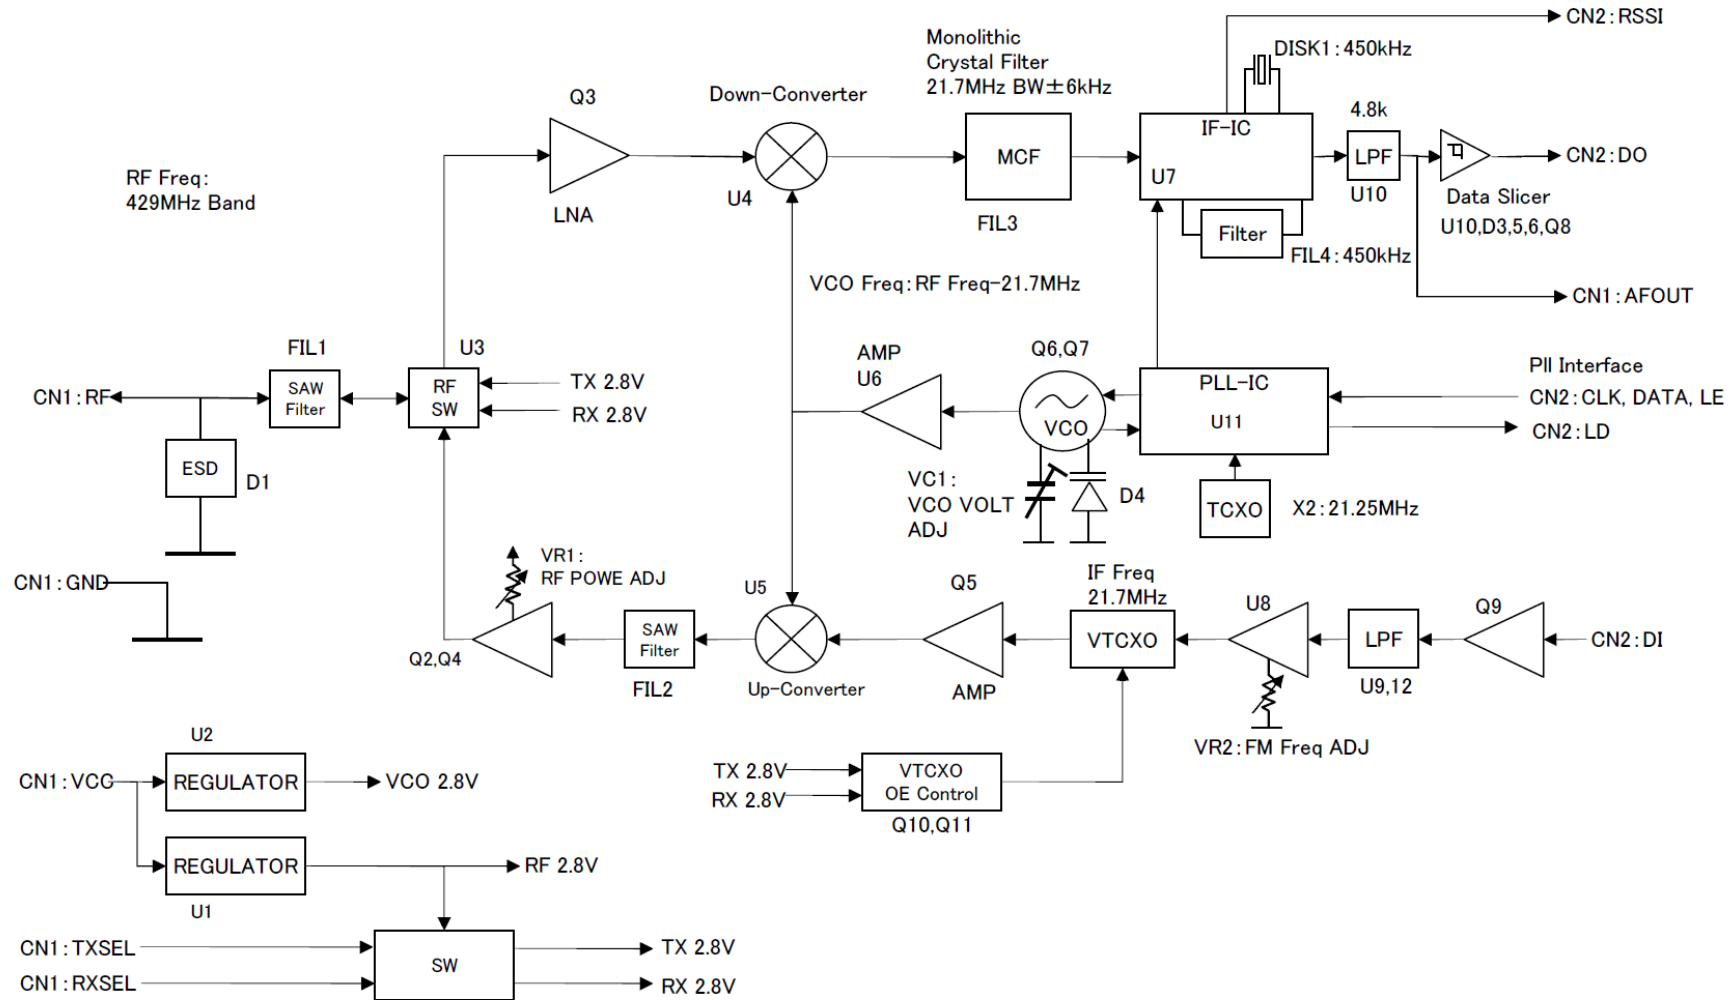 CN2:RSSI
Monolithic
Crystal Filter
21.7MHz BW±6kHz
DISK1:450kHz
Q3
Down-Converter
4.8k
IF-IC
MCF
LPF
CN2:DO
RF Freq:
429MHz Band
U7
U4
U10
LNA
FIL3
Data Slicer
U10,D3,5,6,Q8
Filter
FIL4:450kHz
VCO Freq:RF Freq-21.7MHz
CN1:AFOUT
FIL1
U3
AMP
U6
Q6,Q7
Pll Interface
CN1:RF
SAW
Filter
RF
SW
TX 2.8V
RX 2.8V
PLL-IC
U11
CN2:CLK, DATA, LE
VCO
CN2:LD
ESD
D1
VC1:
VCO VOLT
ADJ
D4
TCXO
X2:21.25MHz
CN1:GND
VR1:
RF POWE ADJ
U5
Q5
IF Freq
21.7MHz
U8
Q9
SAW
Filter
VTCXO
LPF
CN2:DI
Q2,Q4
FIL2
Up-Converter
AMP
U9,12
VR2:FM Freq ADJ
U2
CN1:VCC
REGULATOR
VCO 2.8V
TX 2.8V
RX 2.8V
VTCXO
OE Control
Q10,Q11
REGULATOR
RF 2.8V
U1
CN1:TXSEL
TX 2.8V
SW
CN1:RXSEL
RX 2.8V